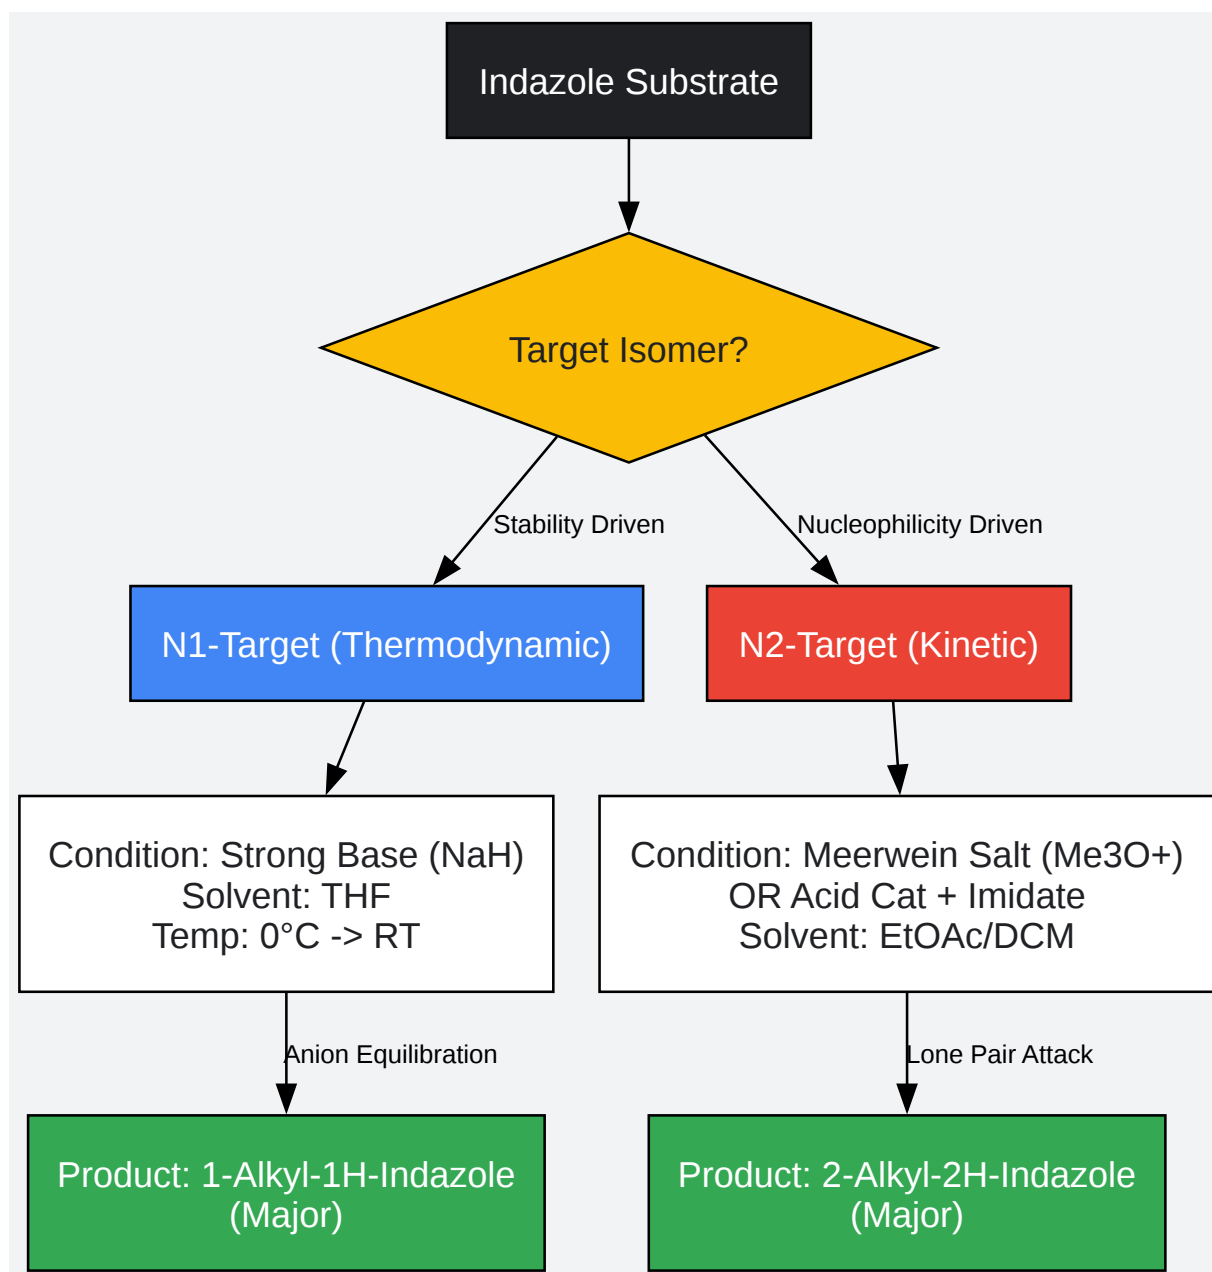 Indazole Substrate
Target Isomer?
Stability Driven
Nucleophilicity Driven
N1-Target (Thermodynamic)
N2-Target (Kinetic)
Condition: Strong Base (NaH)
Solvent: THF
Temp: 0°C -> RT
Condition: Meerwein Salt (Me3O+)
OR Acid Cat + Imidate
Solvent: EtOAc/DCM
Anion Equilibration
Lone Pair Attack
Product: 1-Alkyl-1H-Indazole
(Major)
Product: 2-Alkyl-2H-Indazole
(Major)